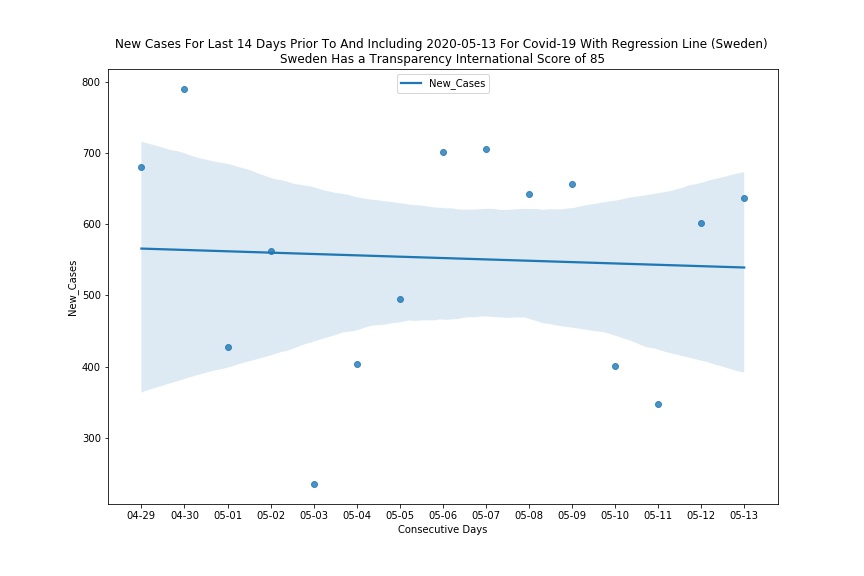 New Cases For Last 14 Days Prior To And Including 2020-05-13 For Covid-19 With Regression Line (Sweden)
Sweden Has a Transparency International Score of 85
New_Cases
800
700
600
500
400
300
New_Cases
04-29 04-30 05-01 05-02 05-03 05-04 05-05 05-06 05-07 05-08 05-09 05-10 05-11 05-12 05-13
Consecutive Days